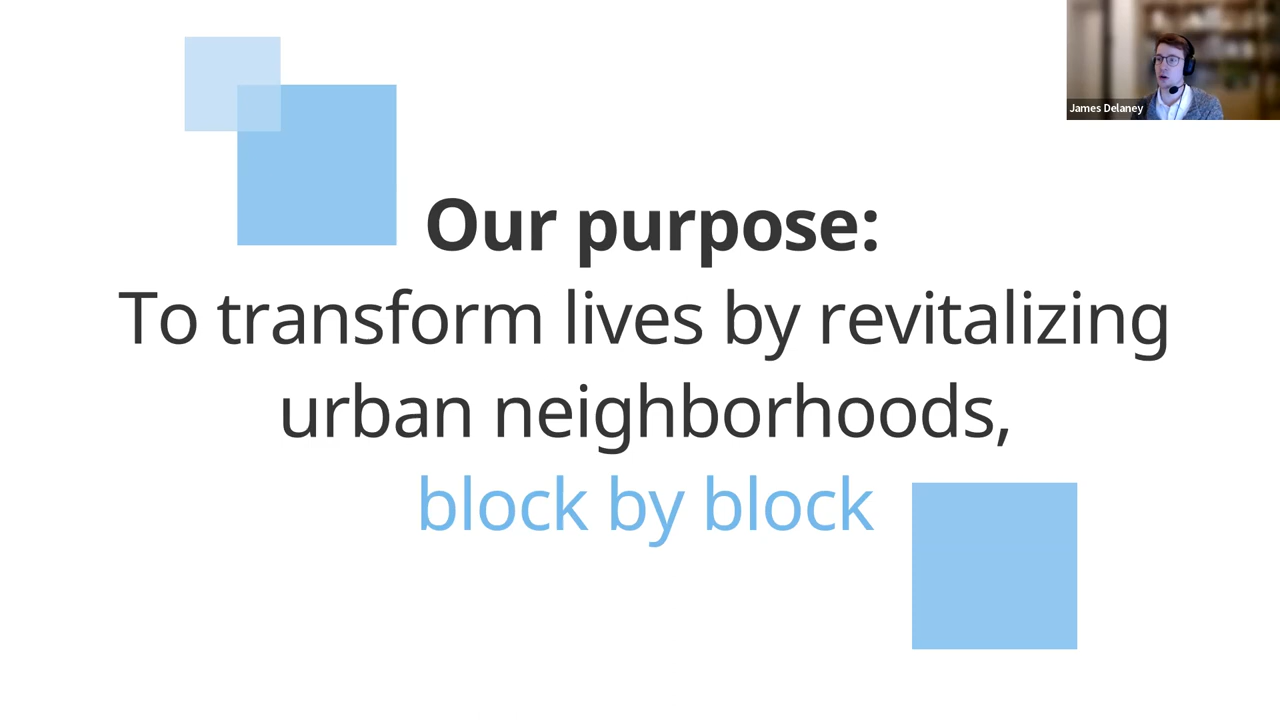 James Delaney
Our purpose:
To transform lives by revitalizing
urban neighborhoods,
block by block